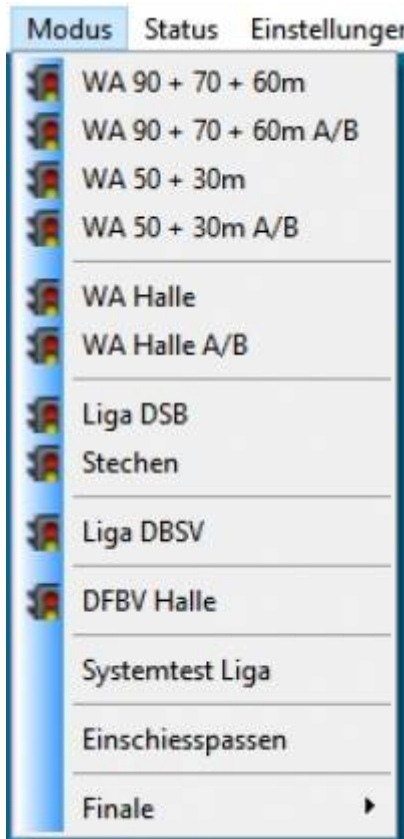 Modus Status Einstellunge
WA 90 + 70 + 60m
WA 90 + 70 + 60m A/B
WA 50 + 30m
WA 50 + 30m A/B
WA Halle
WA Halle A/B
Liga DSB
Stechen
Liga DBSV
DFBV Halle
Systemtest Liga
Einschiesspassen
Finale